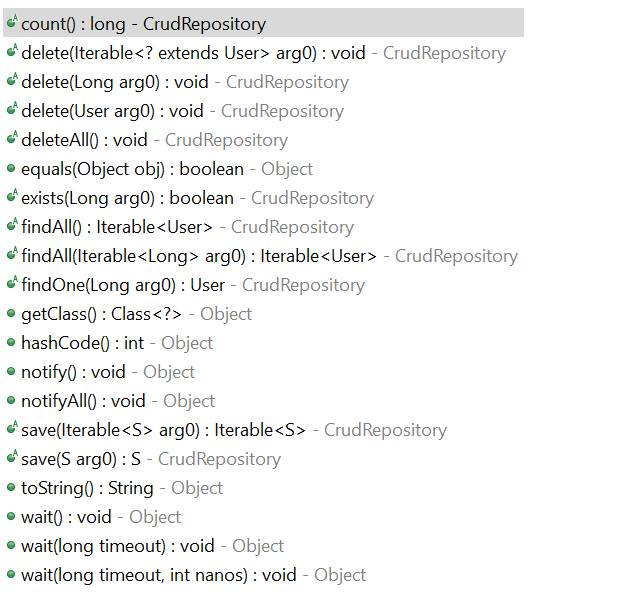 count() : long - CrudRepository
delete(Iterable<? extends User> arg0) : void - CrudRepository
delete(Long arg0) : void - CrudRepository
delete(User arg0) : void - CrudRepository
deleteAll() : void - CrudRepository
equals(Object obj) : boolean - Object
exists(Long arg0) : boolean - CrudRepository
findAll() : Iterable<User> - CrudRepository
findAll(Iterable<Long> arg0) : Iterable<User> - CrudRepository
findOne(Long arg0) : User - CrudRepository
getClass() : Class<?> - Object
hashCode() : int - Object
notify() : void - Object
notifyAll() : void - Object
save(Iterable<S> arg0) : Iterable<S> - CrudRepository
save(S arg0) : S - CrudRepository
toString() : String - Object
wait() : void - Object
wait(long timeout) : void - Object
wait(long timeout, int nanos) : void - Object